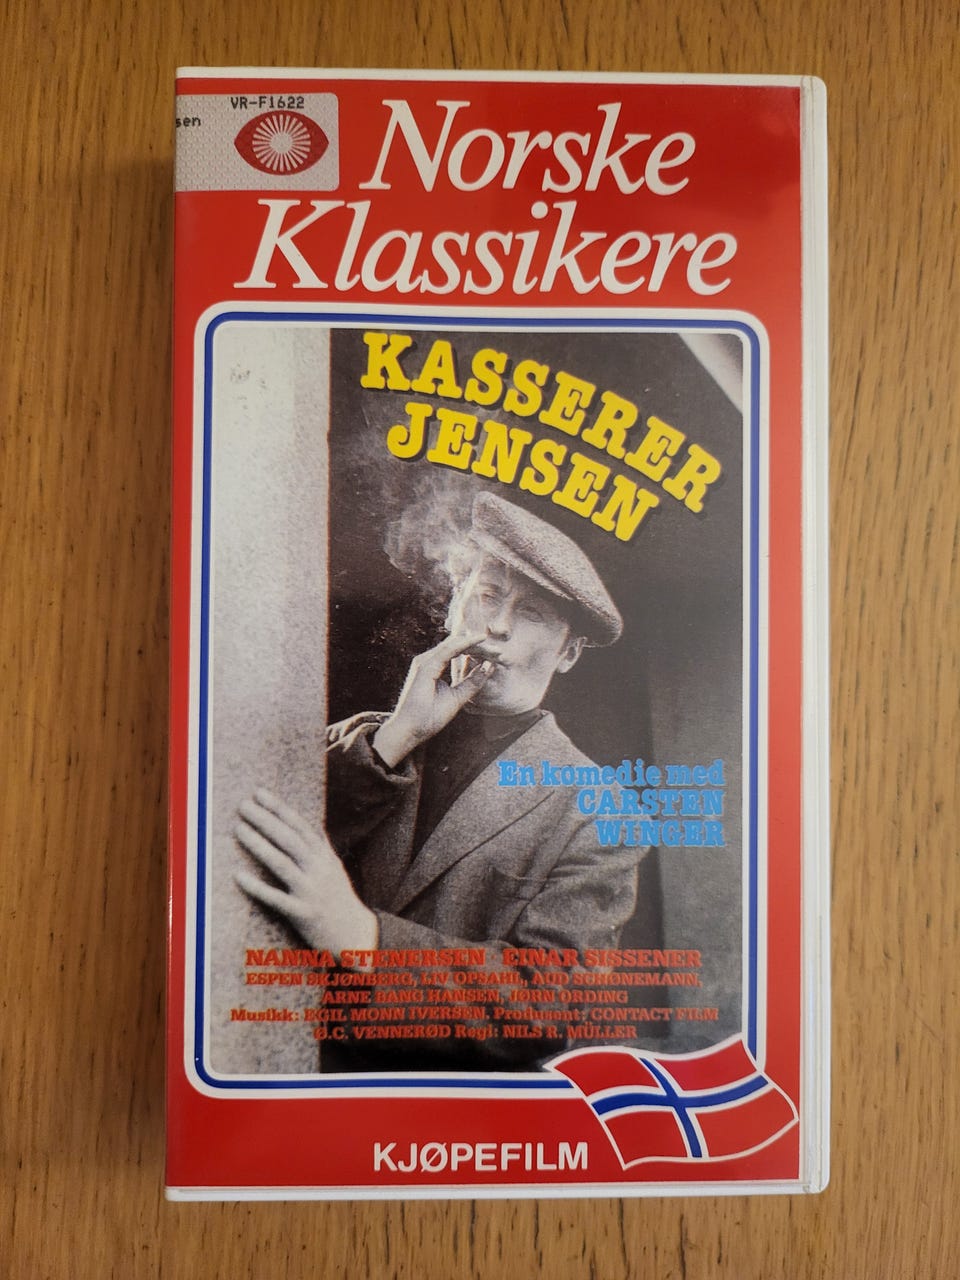 VR-F1622
sen
Norske
Klassikere
KASSERER
JENSEN
En komedie med
CARSTEN
WINGER
NANNA STENERSEN - EINAR SISSENER
ESPEN SKJØNBERG, LIV OPSAHL, AUD SCHØNEMANN,
ARNE BANG HANSEN, JØRN ORDING
Musikk: EGIL MONN IVERSEN. Produsent: CONTACT FILM
Ø.C. VENNERØD Regi: NILS R. MÜLLER
KJØPEFILM